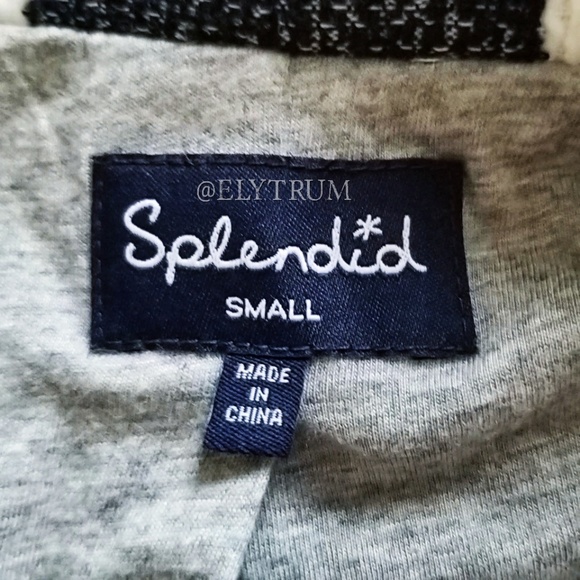 @ELYTRUM
Splendid
SMALL
MADE
IN
CHINA